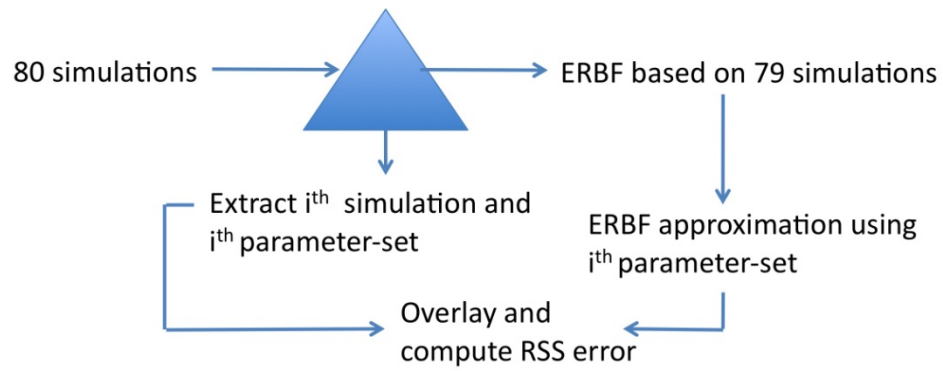 80 simulations
ERBF based on 79 simulations
Extract iᵗʰ simulation and
iᵗʰ parameter-set
ERBF approximation using
iᵗʰ parameter-set
Overlay and
compute RSS error